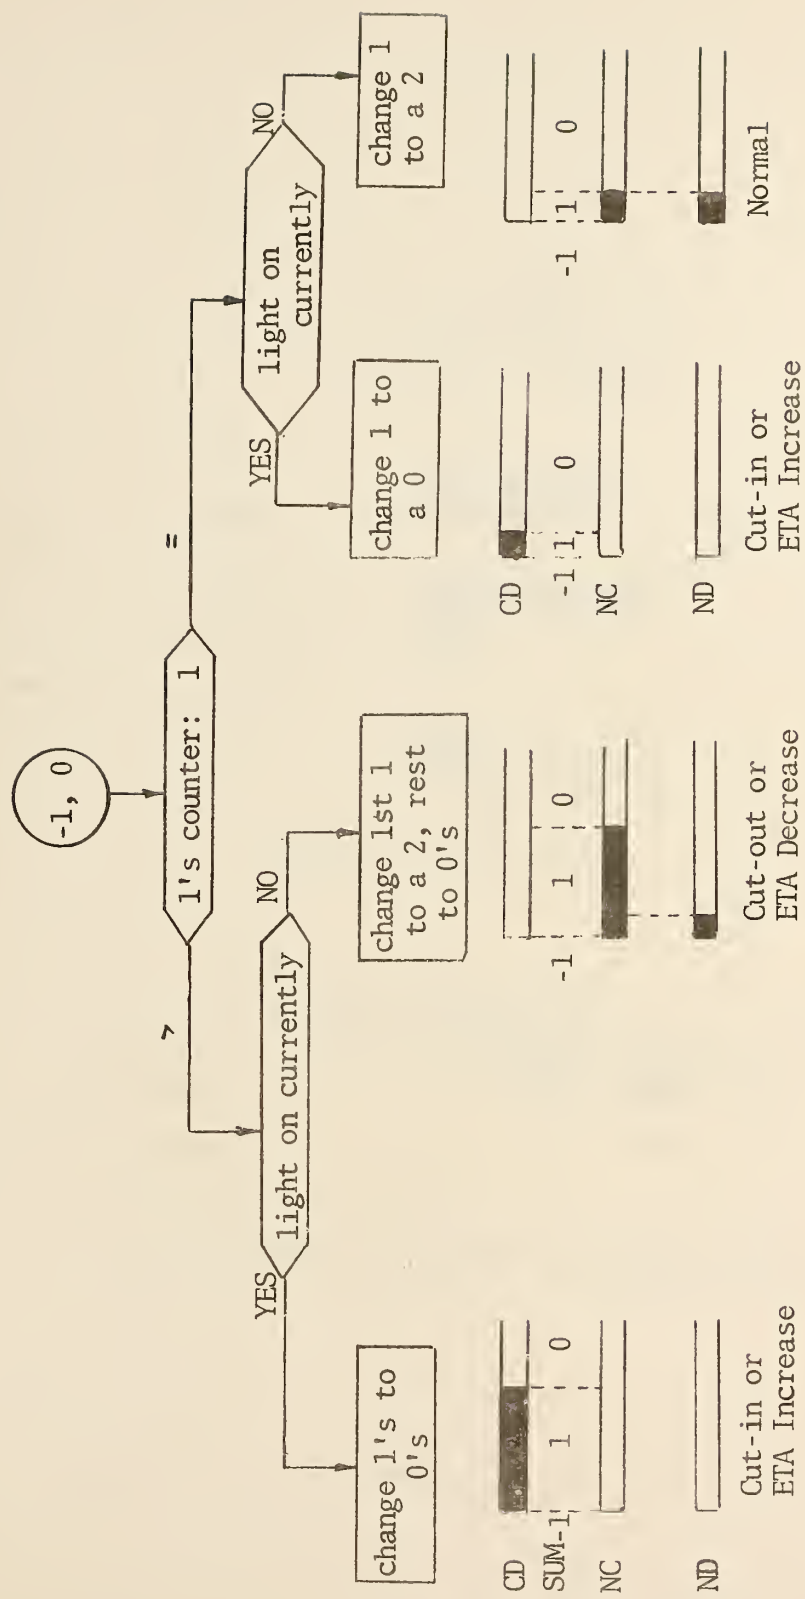 -1, 0
1's counter: 1
>
=
light on currently
YES
NO
light on
currently
YES
NO
change 1's to
0's
change 1st 1
to a 2, rest
to 0's
change 1 to
a 0
change 1
to a 2
CD
SUM-1 1 0
NC
ND
Cut-in or
ETA Increase
-1 1 0
Cut-out or
ETA Decrease
CD
-1 1 0
NC
ND
Cut-in or
ETA Increase
-1 1 0
Normal